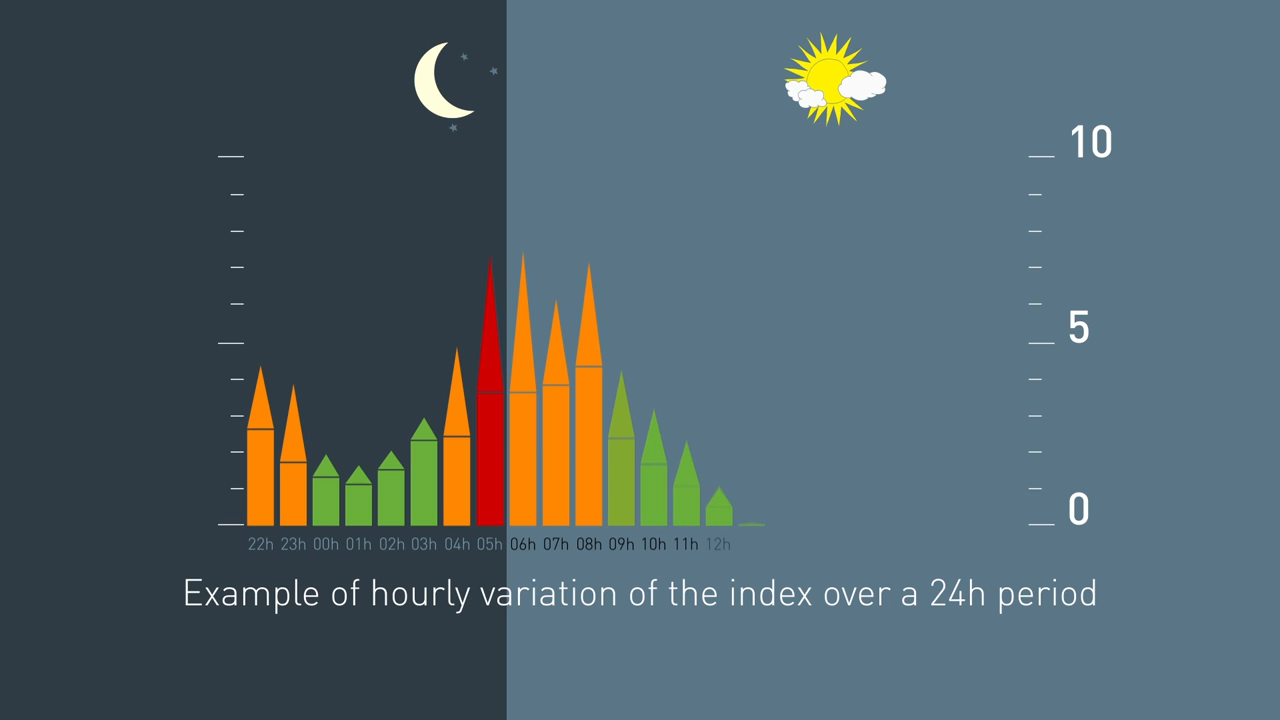 10
5
0
22h 23h 00h 01h 02h 03h 04h 05h 06h 07h 08h 09h 10h 11h 12h
Example of hourly variation of the index over a 24h period